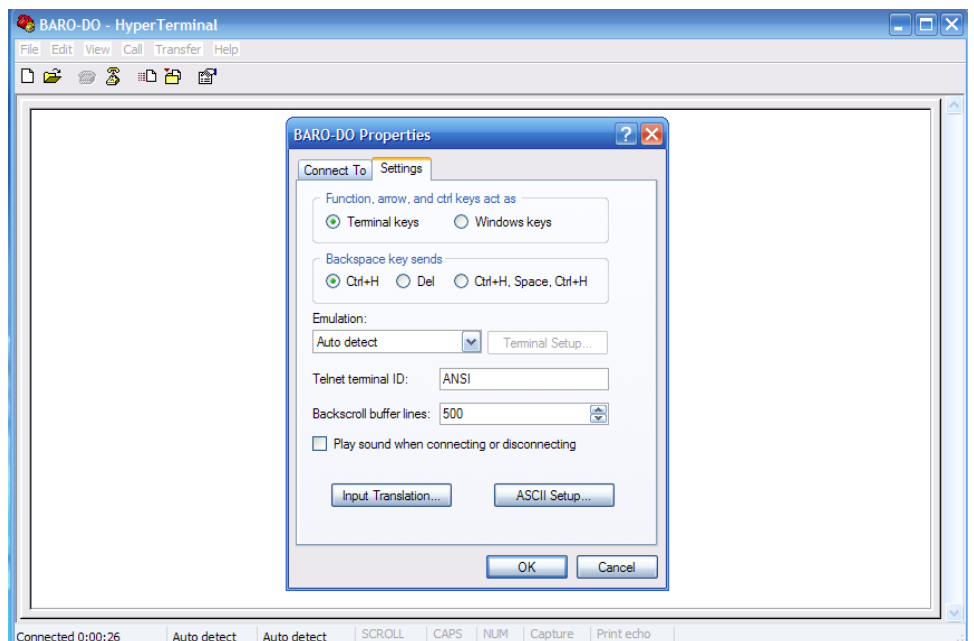 BARO-DO - HyperTerminal
File Edit View Call Transfer Help
BARO-DO Properties
Connect To Settings
Function, arrow, and ctrl keys act as
Terminal keys Windows keys
Backspace key sends
Ctrl+H Del Ctrl+H, Space, Ctrl+H
Emulation:
Auto detect Terminal Setup...
Telnet terminal ID: ANSI
Backscroll buffer lines: 500
Play sound when connecting or disconnecting
Input Translation... ASCII Setup...
OK Cancel
Connected 0:00:26 Auto detect Auto detect SCROLL CAPS NUM Capture Print echo